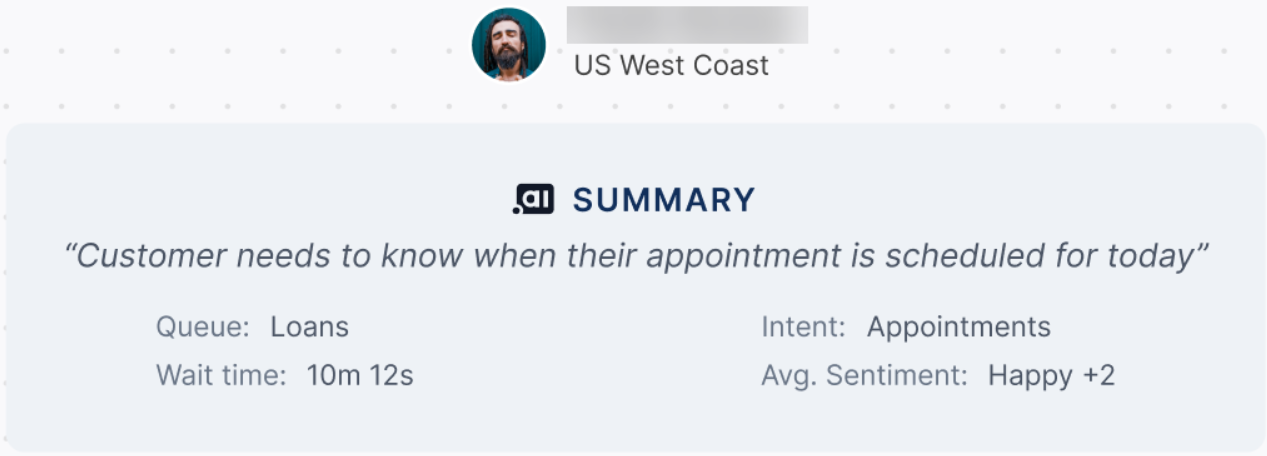 US West Coast
.ai SUMMARY
“Customer needs to know when their appointment is scheduled for today”
Queue: Loans
Intent: Appointments
Wait time: 10m 12s
Avg. Sentiment: Happy +2